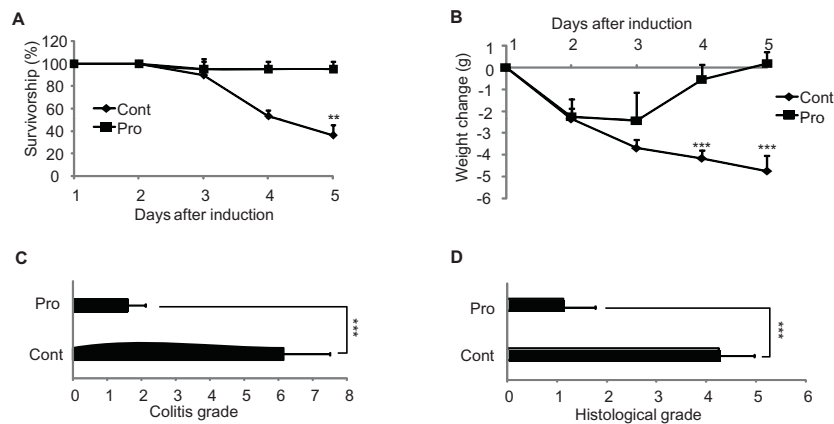 A
120
100
80
60
40
20
0
Survivorship (%)
Cont
Pro
**
1 2 3 4 5
Days after induction
B
Days after induction
1 2 3 4 5
1
0
-1
-2
-3
-4
-5
-6
Weight change (g)
Cont
Pro
*** ***
C
Pro
Cont
***
0 1 2 3 4 5 6 7 8
Colitis grade
D
Pro
Cont
***
0 1 2 3 4 5 6
Histological grade